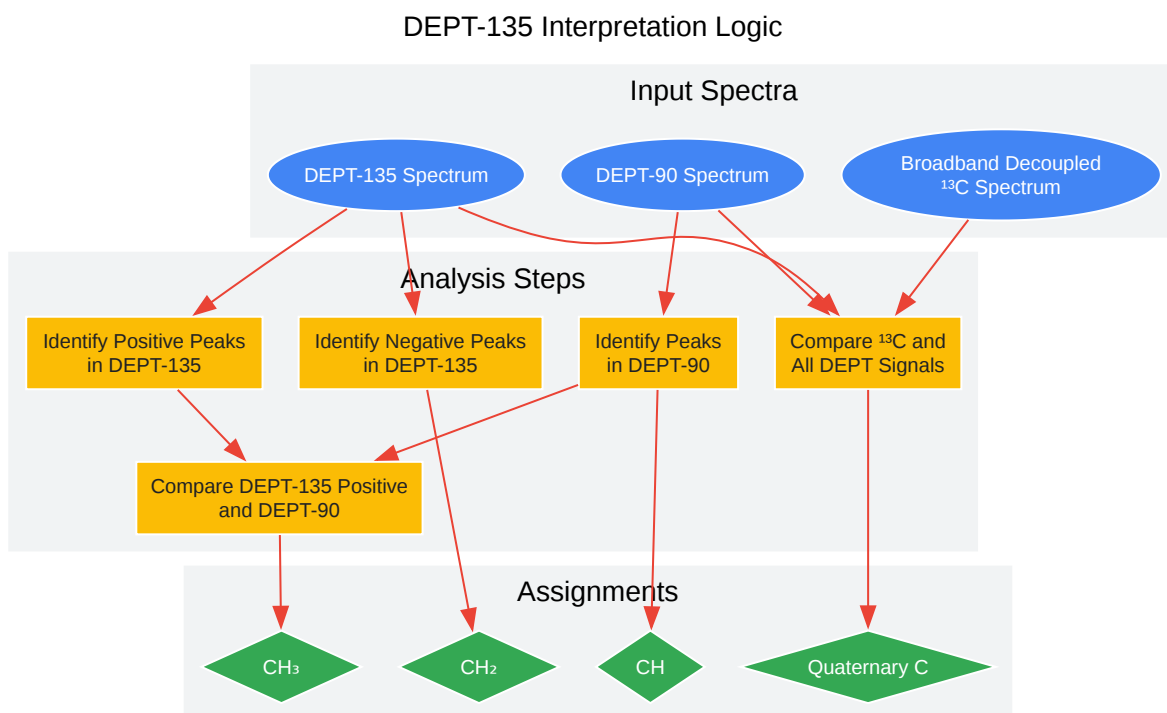 DEPT-135 Interpretation Logic
Input Spectra
DEPT-135 Spectrum
DEPT-90 Spectrum
Broadband Decoupled
¹³C Spectrum
Analysis Steps
Identify Positive Peaks
in DEPT-135
Identify Negative Peaks
in DEPT-135
Identify Peaks
in DEPT-90
Compare ¹³C and
All DEPT Signals
Compare DEPT-135 Positive
and DEPT-90
Assignments
CH₃
CH₂
CH
Quaternary C